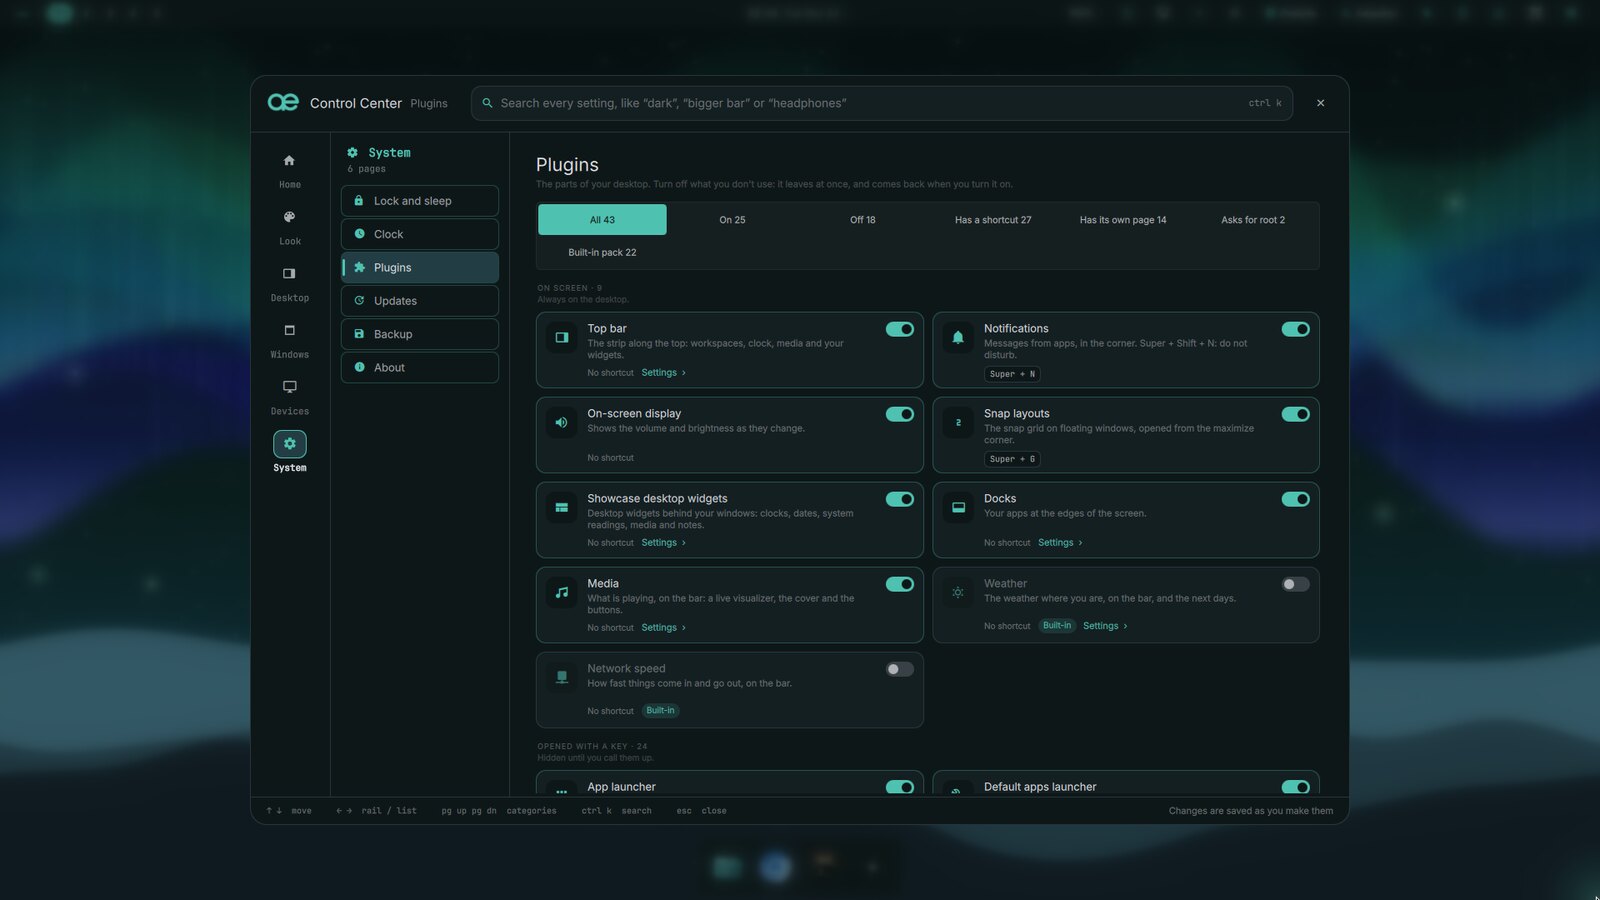 Control Center Plugins
Search every setting, like “dark”, “bigger bar” or “headphones”
ctrl k
Home
Look
Desktop
Windows
Devices
System
System
6 pages
Lock and sleep
Clock
Plugins
Updates
Backup
About
Plugins
The parts of your desktop. Turn off what you don't use: it leaves at once, and comes back when you turn it on.
All 43
On 25
Off 18
Has a shortcut 27
Has its own page 14
Asks for root 2
Built-in pack 22
ON SCREEN · 9
Always on the desktop.
Top bar
The strip along the top: workspaces, clock, media and your
widgets.
No shortcut Settings ›
Notifications
Messages from apps, in the corner. Super + Shift + N: do not
disturb.
Super + N
On-screen display
Shows the volume and brightness as they change.
No shortcut
Snap layouts
The snap grid on floating windows, opened from the maximize
corner.
Super + G
Showcase desktop widgets
Desktop widgets behind your windows: clocks, dates, system
readings, media and notes.
No shortcut Settings ›
Docks
Your apps at the edges of the screen.
No shortcut Settings ›
Media
What is playing, on the bar: a live visualizer, the cover and the
buttons.
No shortcut Settings ›
Weather
The weather where you are, on the bar, and the next days.
No shortcut Built-in Settings ›
Network speed
How fast things come in and go out, on the bar.
No shortcut Built-in
OPENED WITH A KEY · 24
Hidden until you call them up.
App launcher
Default apps launcher
↑ ↓ move ← → rail / list pg up pg dn categories ctrl k search esc close
Changes are saved as you make them